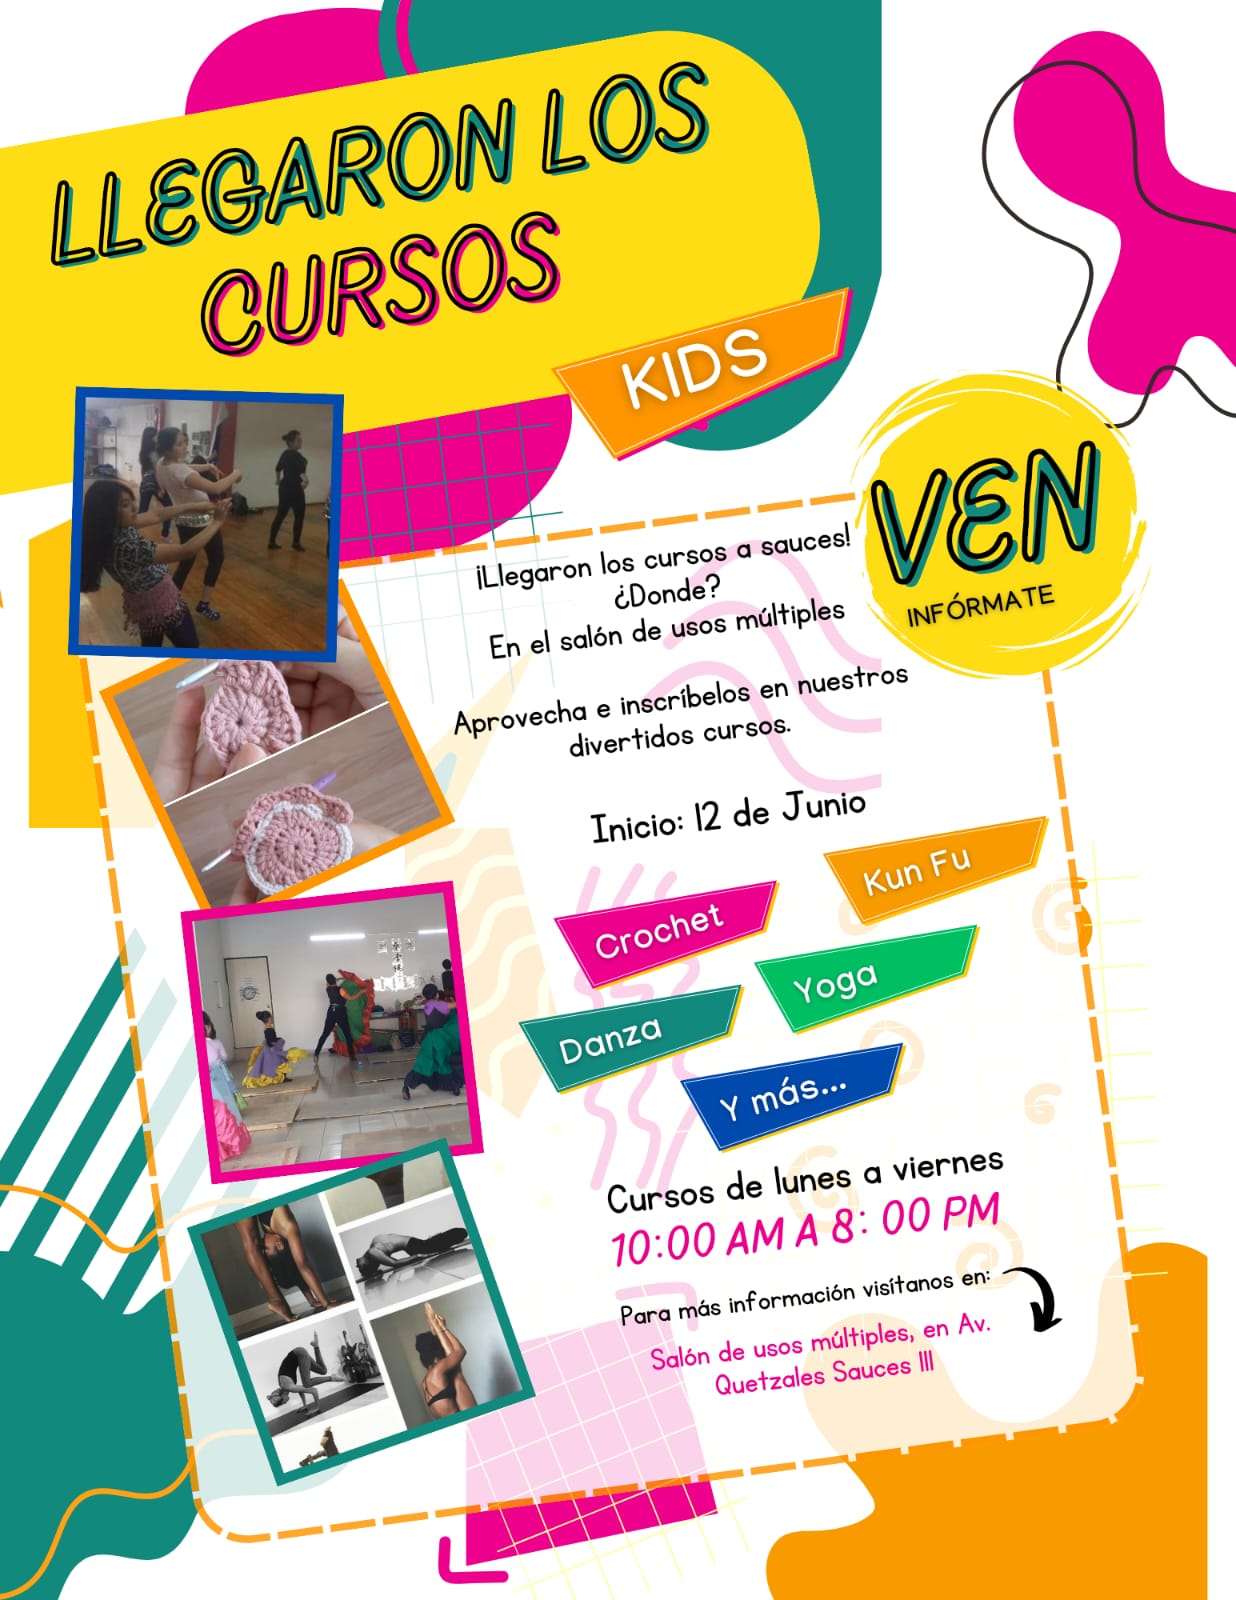 LLEGARON LOS
CURSOS
KIDS
VEN
INFÓRMATE
¡Llegaron los cursos a sauces!
¿Donde?
En el salón de usos múltiples
Aprovecha e inscríbelos en nuestros
divertidos cursos.
Inicio: 12 de Junio
Kun Fu
Crochet
Yoga
Danza
Y más...
Cursos de lunes a viernes
10:00 AM A 8: 00 PM
Para más información visítanos en:
Salón de usos múltiples, en Av.
Quetzales Sauces III